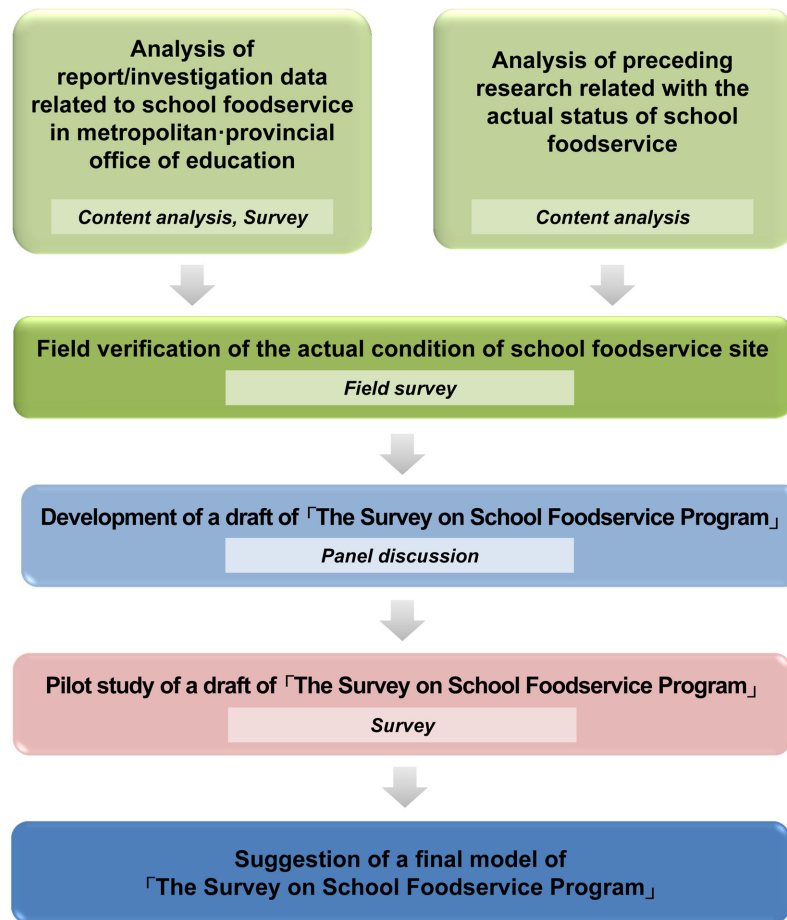 Analysis of
report/investigation data
related to school foodservice
in metropolitan·provincial
office of education
Content analysis, Survey
Analysis of preceding
research related with the
actual status of school
foodservice
Content analysis
Field verification of the actual condition of school foodservice site
Field survey
Development of a draft of「The Survey on School Foodservice Program」
Panel discussion
Pilot study of a draft of「The Survey on School Foodservice Program」
Survey
Suggestion of a final model of
「The Survey on School Foodservice Program」